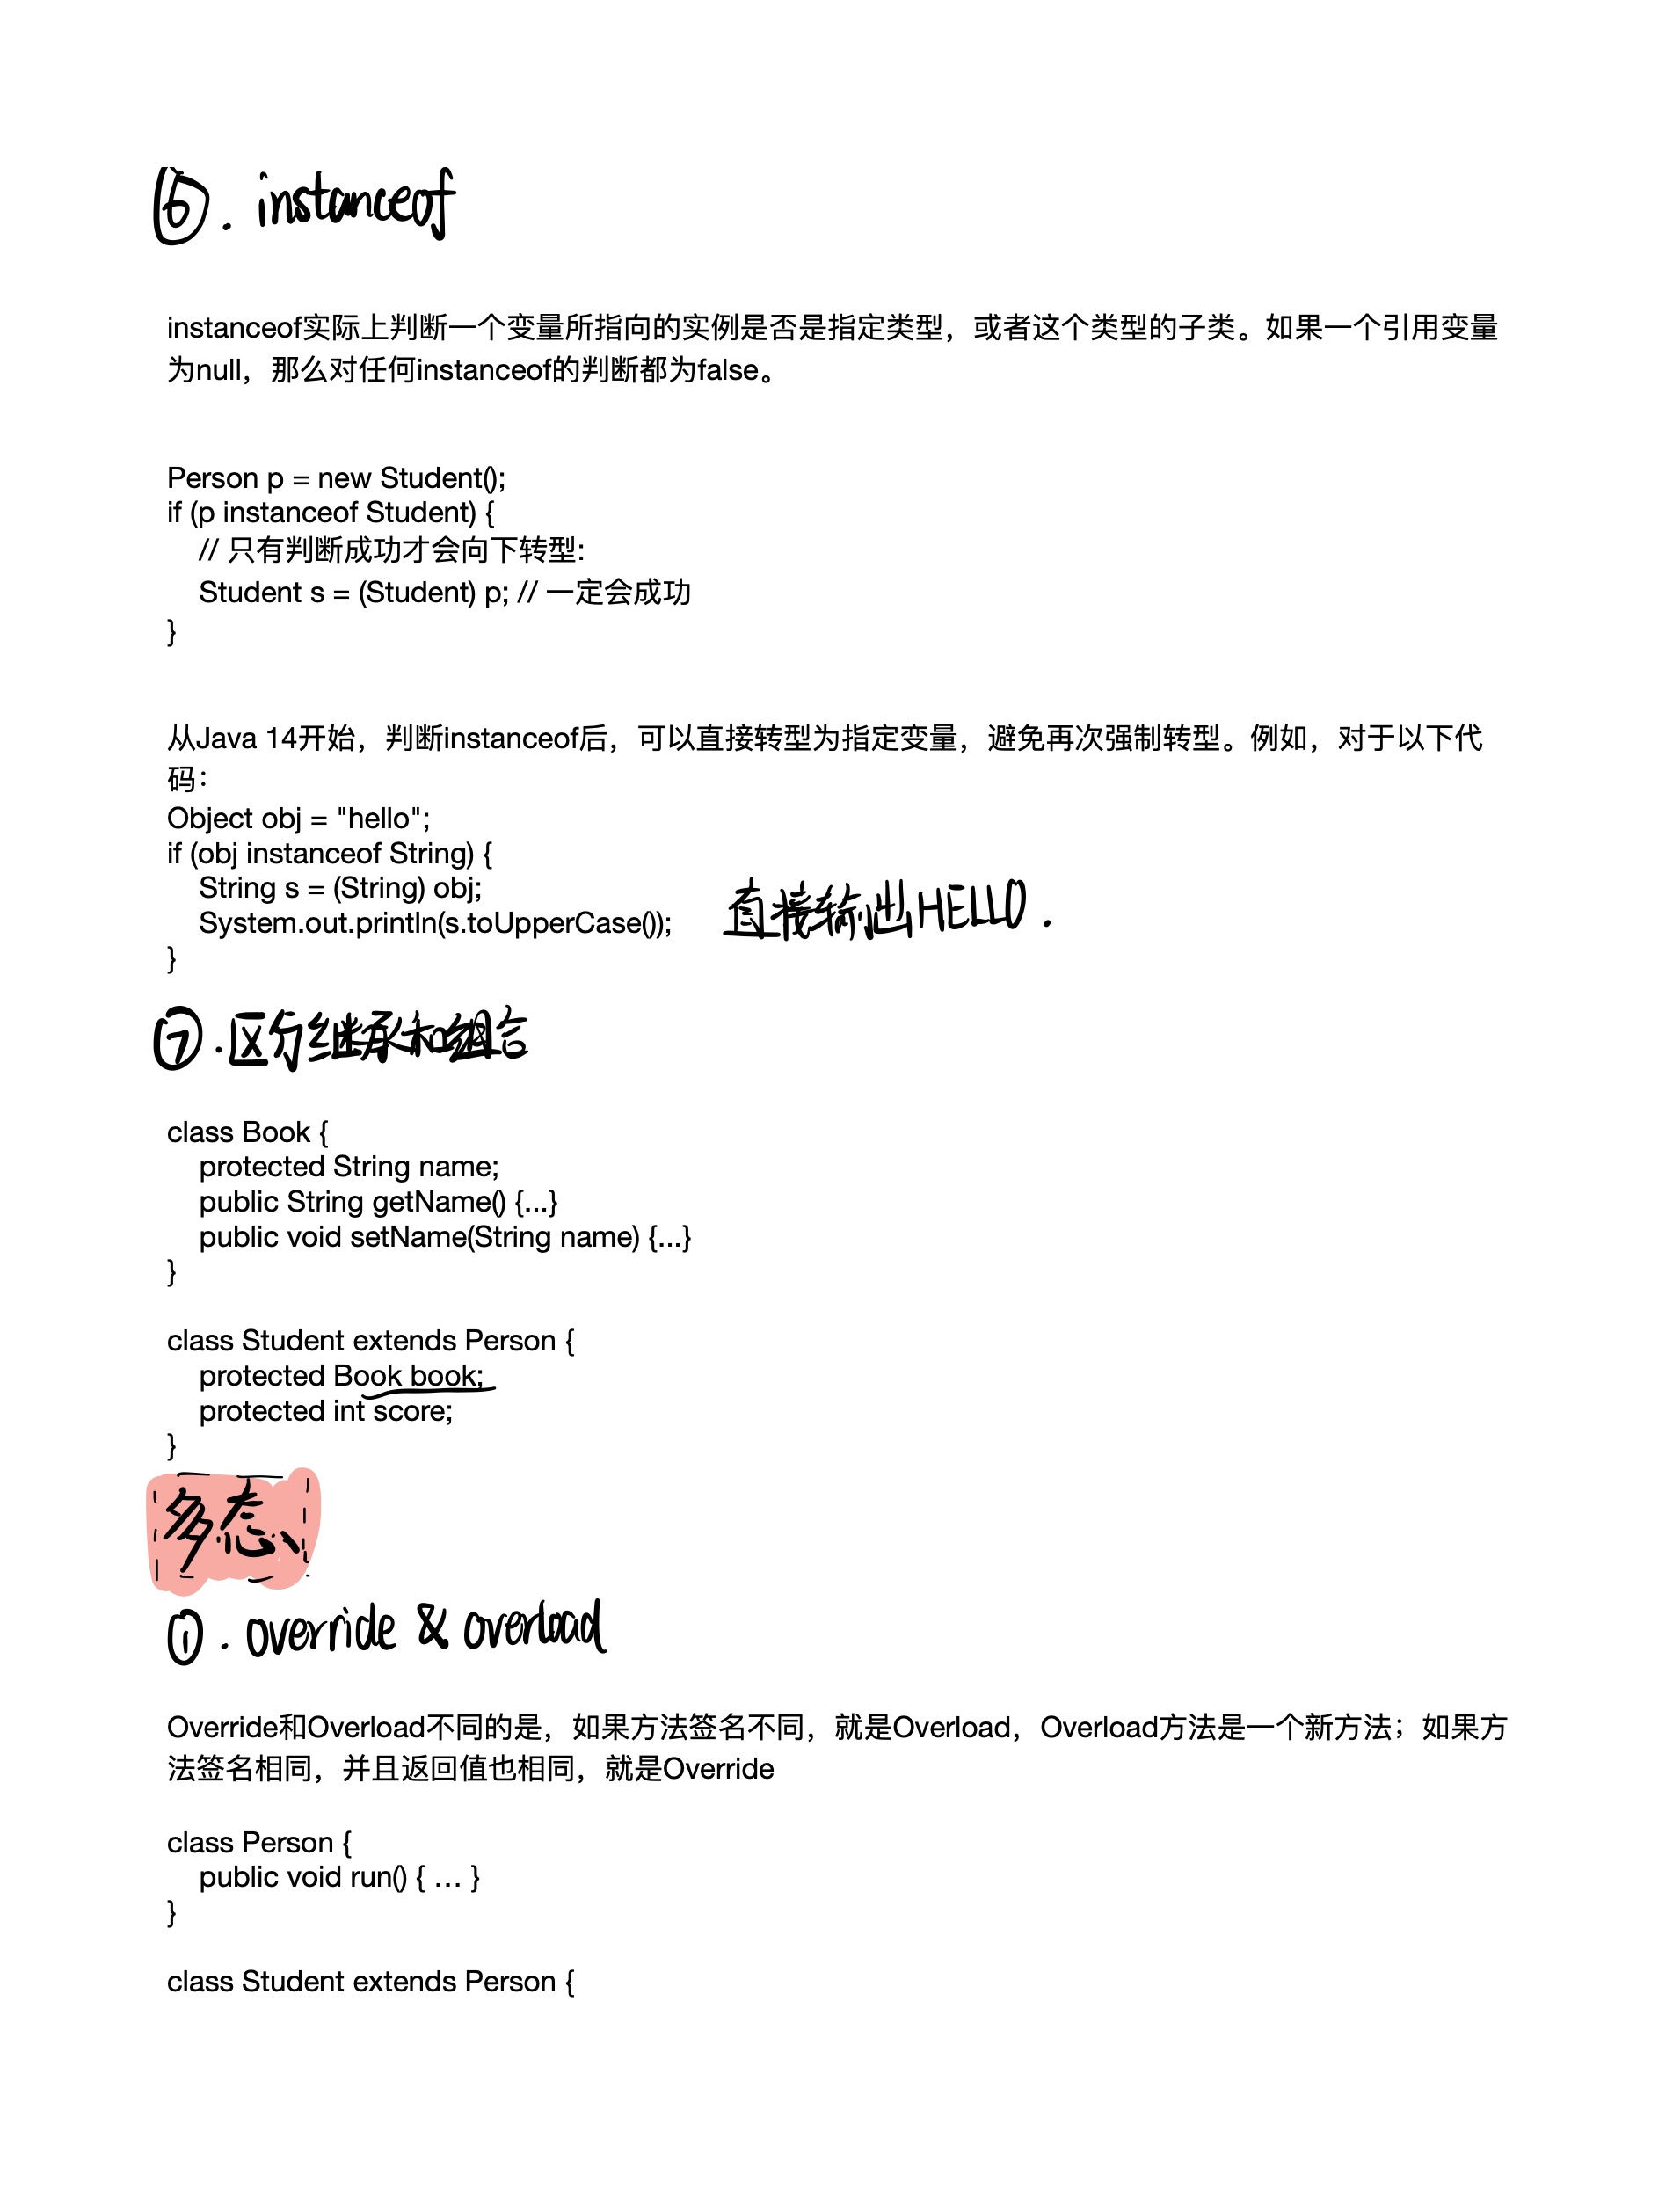 ⑥. instanceof
instanceof实际上判断一个变量所指向的实例是否是指定类型，或者这个类型的子类。如果一个引用变量
为null，那么对任何instanceof的判断都为false。
Person p = new Student();
if (p instanceof Student) {
    // 只有判断成功才会向下转型:
    Student s = (Student) p; // 一定会成功
}
从Java 14开始，判断instanceof后，可以直接转型为指定变量，避免再次强制转型。例如，对于以下代
码：
Object obj = "hello";
if (obj instanceof String) {
    String s = (String) obj;
    System.out.println(s.toUpperCase()); 直接输出HELLO.
}
⑦.区分继承和组合
class Book {
    protected String name;
    public String getName() {...}
    public void setName(String name) {...}
}
class Student extends Person {
    protected Book book;
    protected int score;
}
多态
①. override & overload
Override和Overload不同的是，如果方法签名不同，就是Overload，Overload方法是一个新方法；如果方
法签名相同，并且返回值也相同，就是Override
class Person {
    public void run() { … }
}
class Student extends Person {